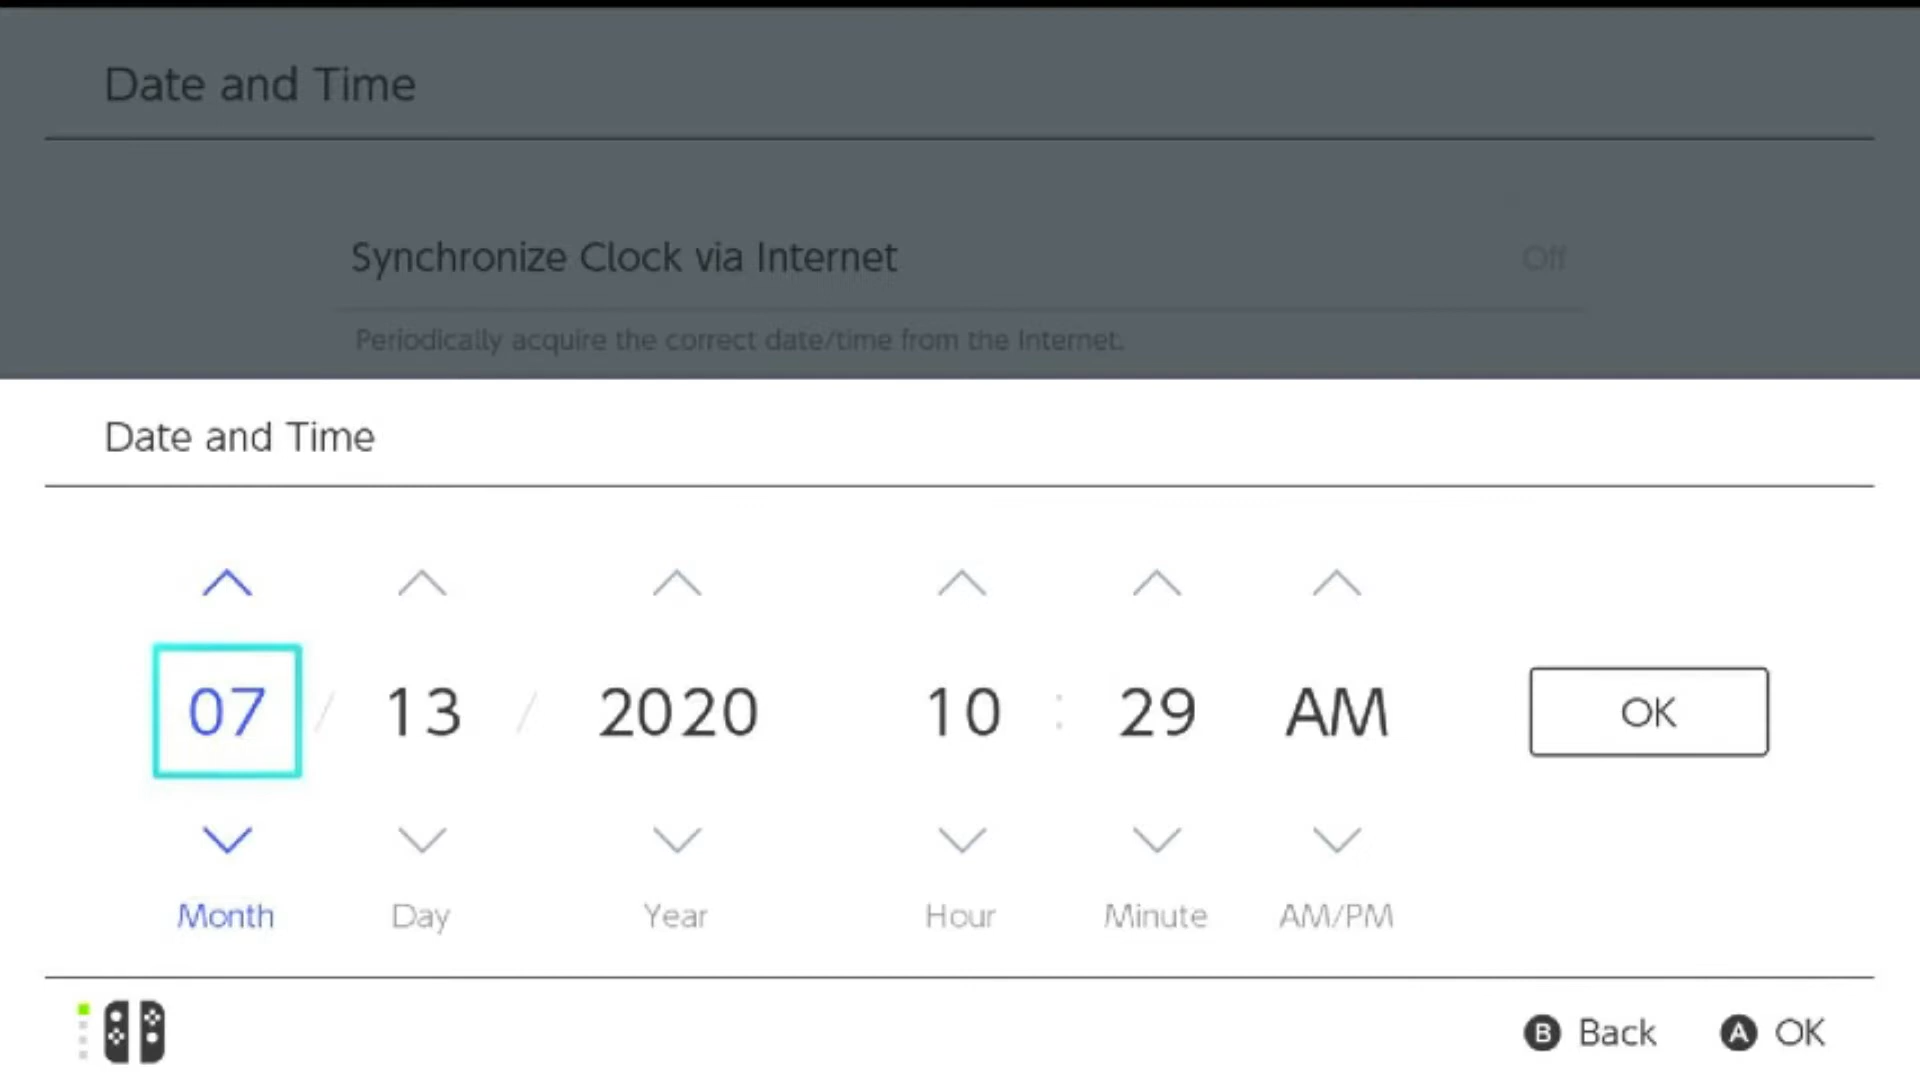 Date and Time
Synchronize Clock via Internet Off
Periodically acquire the correct date/time from the Internet.
Date and Time
07 / 13 / 2020 10 : 29 AM OK
Month Day Year Hour Minute AM/PM
B Back A OK